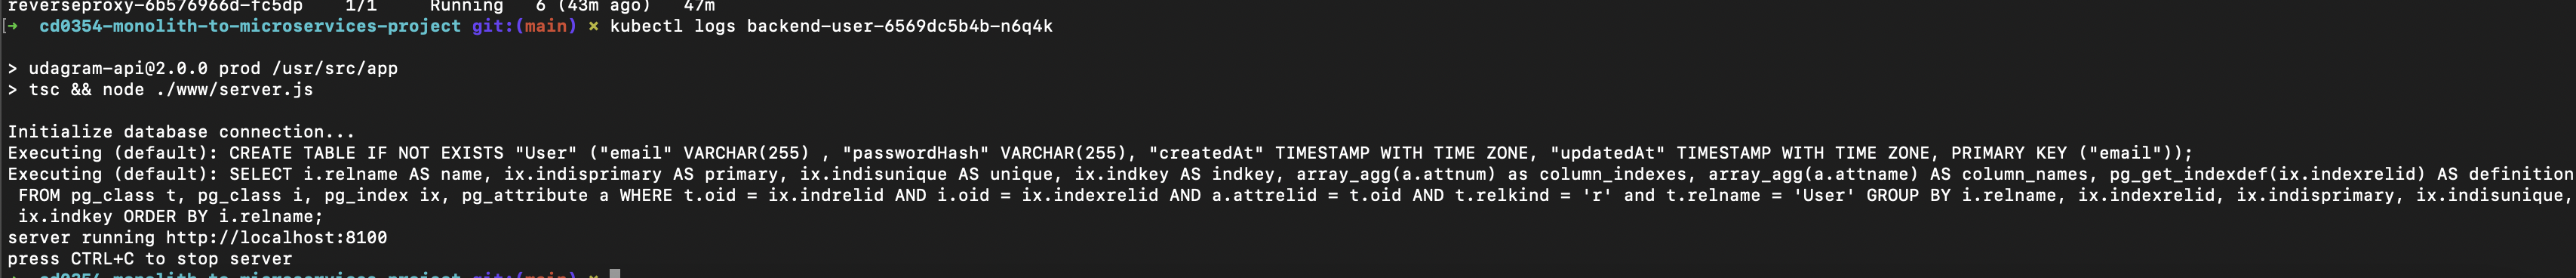 reverseproxy-6b576966d-fc5dp    1/1     Running   6 (43m ago)   47m
[→  cd0354-monolith-to-microservices-project git:(main) × kubectl logs backend-user-6569dc5b4b-n6q4k
> udagram-api@2.0.0 prod /usr/src/app
> tsc && node ./www/server.js
Initialize database connection...
Executing (default): CREATE TABLE IF NOT EXISTS "User" ("email" VARCHAR(255) , "passwordHash" VARCHAR(255), "createdAt" TIMESTAMP WITH TIME ZONE, "updatedAt" TIMESTAMP WITH TIME ZONE, PRIMARY KEY ("email"));
Executing (default): SELECT i.relname AS name, ix.indisprimary AS primary, ix.indisunique AS unique, ix.indkey AS indkey, array_agg(a.attnum) as column_indexes, array_agg(a.attname) AS column_names, pg_get_indexdef(ix.indexrelid) AS definition
FROM pg_class t, pg_class i, pg_index ix, pg_attribute a WHERE t.oid = ix.indrelid AND i.oid = ix.indexrelid AND a.attrelid = t.oid AND t.relkind = 'r' and t.relname = 'User' GROUP BY i.relname, ix.indexrelid, ix.indisprimary, ix.indisunique,
ix.indkey ORDER BY i.relname;
server running http://localhost:8100
press CTRL+C to stop server
→  cd0354-monolith-to-microservices-project git:(main) ×